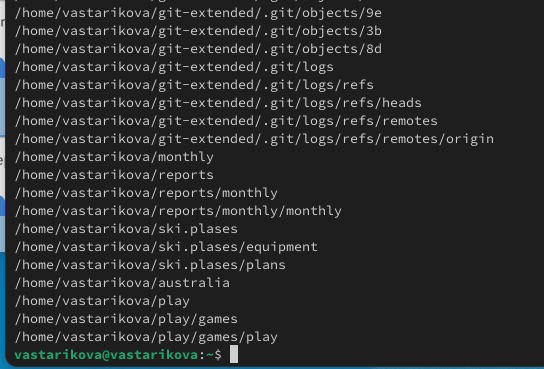 /home/vastarikova/git-extended/.git/objects/9e
/home/vastarikova/git-extended/.git/objects/3b
/home/vastarikova/git-extended/.git/objects/8d
/home/vastarikova/git-extended/.git/logs
/home/vastarikova/git-extended/.git/logs/refs
/home/vastarikova/git-extended/.git/logs/refs/heads
/home/vastarikova/git-extended/.git/logs/refs/remotes
/home/vastarikova/git-extended/.git/logs/refs/remotes/origin
/home/vastarikova/monthly
/home/vastarikova/reports
/home/vastarikova/reports/monthly
/home/vastarikova/reports/monthly/monthly
/home/vastarikova/ski.plases
/home/vastarikova/ski.plases/equipment
/home/vastarikova/ski.plases/plans
/home/vastarikova/australia
/home/vastarikova/play
/home/vastarikova/play/games
/home/vastarikova/play/games/play
vastarikova@vastarikova:~$